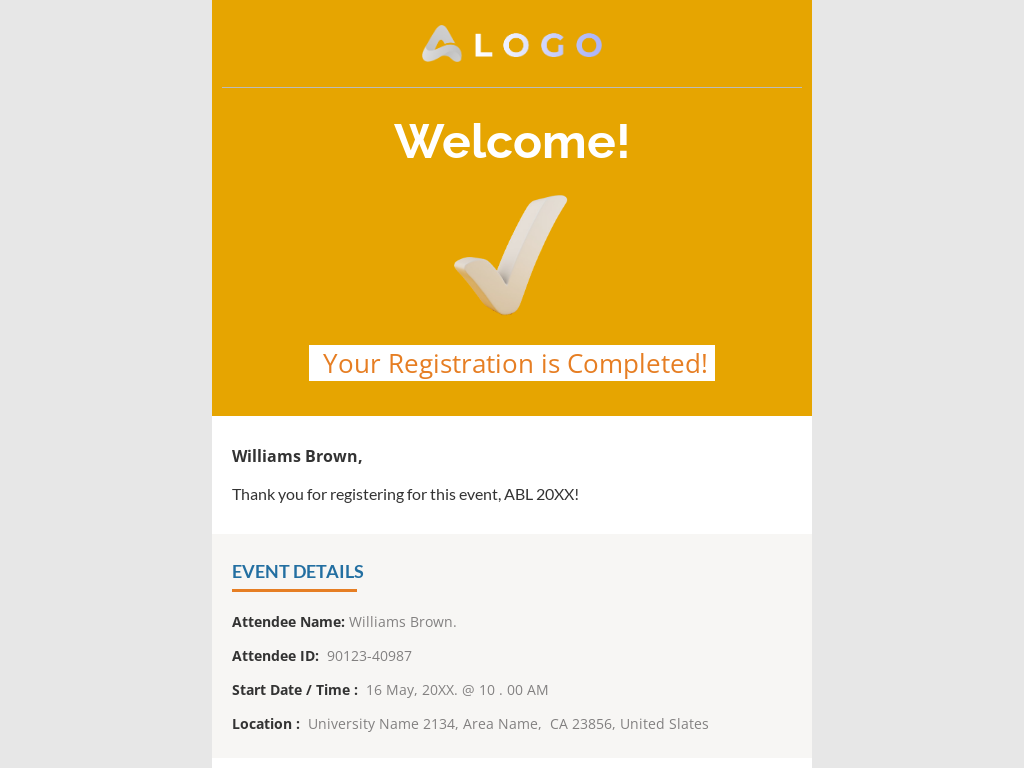 LOGO
Welcome!
Your Registration is Completed!
Williams Brown,
Thank you for registering for this event, ABL 20XX!
EVENT DETAILS
Attendee Name: Williams Brown.
Attendee ID:  90123-40987
Start Date / Time :  16 May, 20XX. @ 10 . 00 AM
Location :  University Name 2134, Area Name,  CA 23856, United Slates